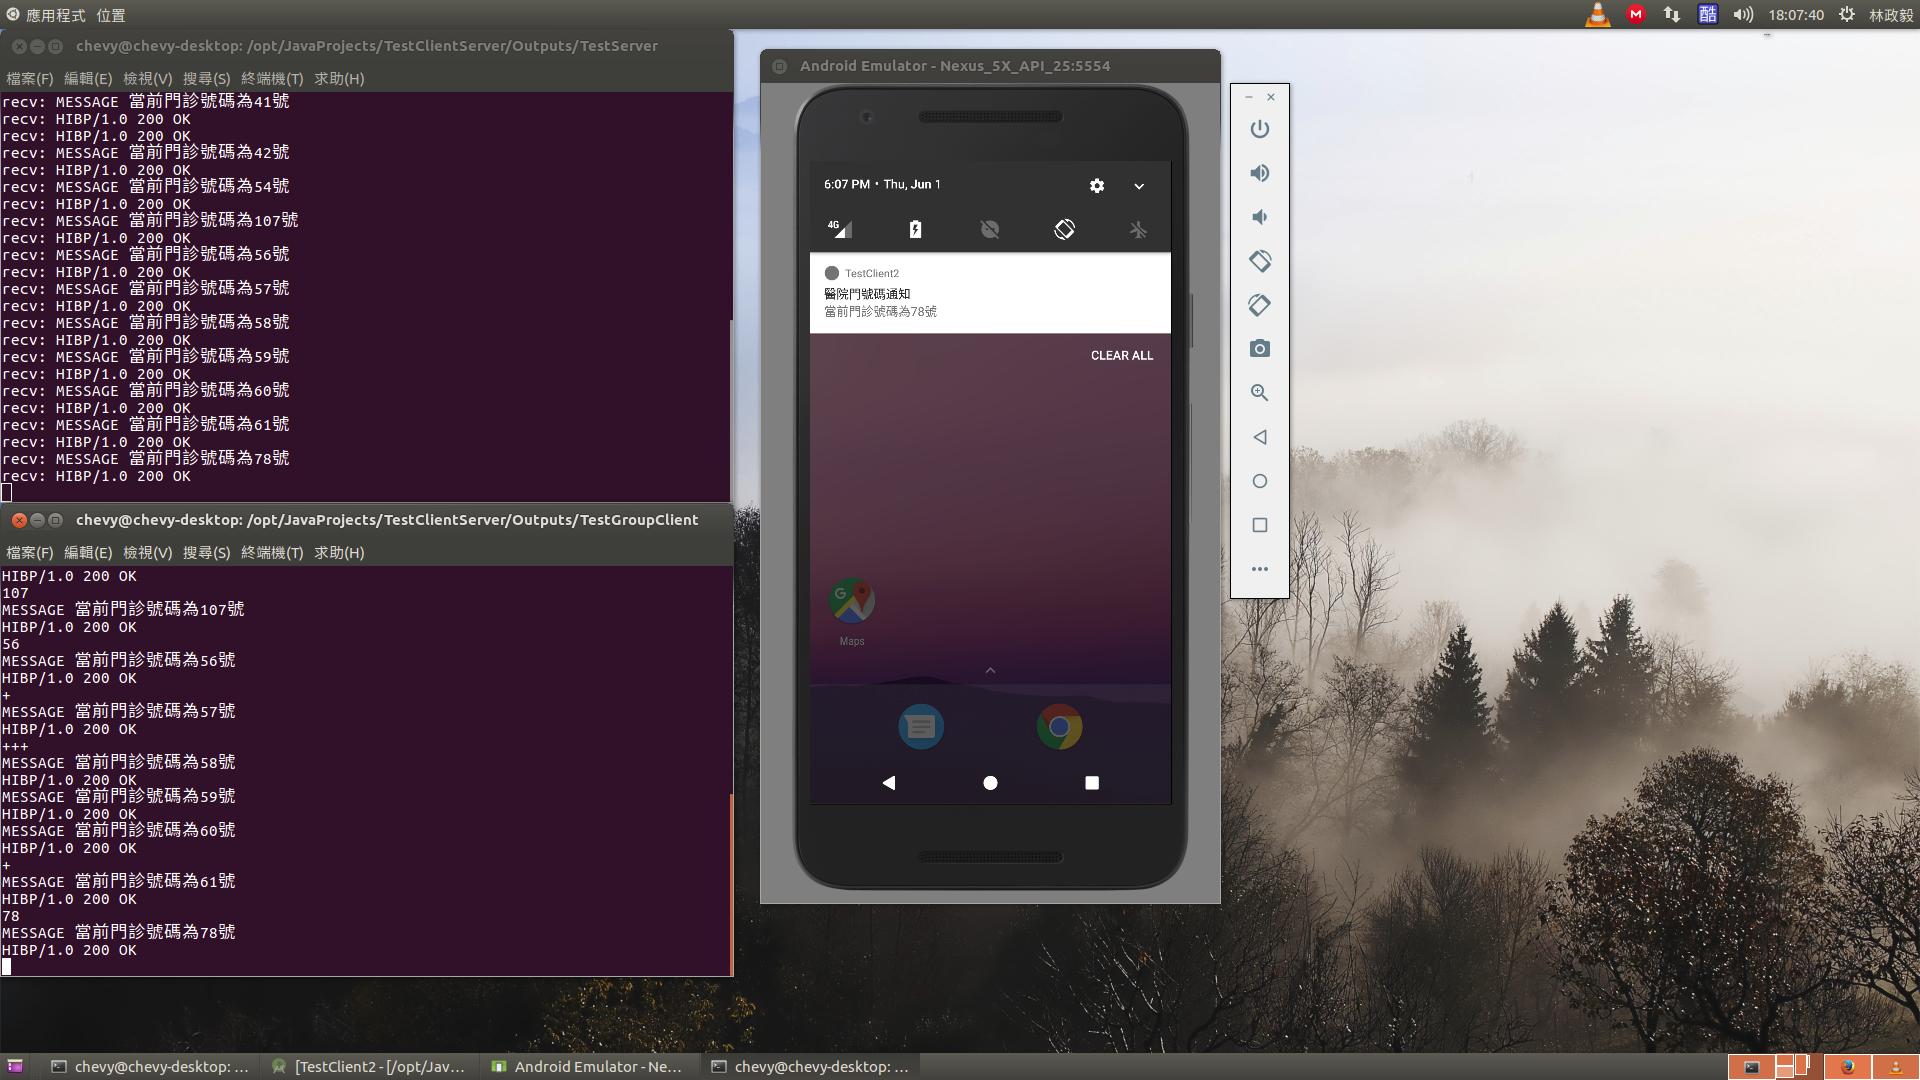 應用程式 位置
18:07:40 林政毅
chevy@chevy-desktop: /opt/JavaProjects/TestClientServer/Outputs/TestServer
檔案(F) 編輯(E) 檢視(V) 搜尋(S) 終端機(T) 求助(H)
recv: MESSAGE 當前門診號碼為41號
recv: HIBP/1.0 200 OK
recv: HIBP/1.0 200 OK
recv: MESSAGE 當前門診號碼為42號
recv: HIBP/1.0 200 OK
recv: MESSAGE 當前門診號碼為54號
recv: HIBP/1.0 200 OK
recv: MESSAGE 當前門診號碼為107號
recv: HIBP/1.0 200 OK
recv: MESSAGE 當前門診號碼為56號
recv: HIBP/1.0 200 OK
recv: MESSAGE 當前門診號碼為57號
recv: HIBP/1.0 200 OK
recv: MESSAGE 當前門診號碼為58號
recv: HIBP/1.0 200 OK
recv: MESSAGE 當前門診號碼為59號
recv: HIBP/1.0 200 OK
recv: MESSAGE 當前門診號碼為60號
recv: HIBP/1.0 200 OK
recv: MESSAGE 當前門診號碼為61號
recv: HIBP/1.0 200 OK
recv: MESSAGE 當前門診號碼為78號
recv: HIBP/1.0 200 OK
chevy@chevy-desktop: /opt/JavaProjects/TestClientServer/Outputs/TestGroupClient
檔案(F) 編輯(E) 檢視(V) 搜尋(S) 終端機(T) 求助(H)
HIBP/1.0 200 OK
107
MESSAGE 當前門診號碼為107號
HIBP/1.0 200 OK
56
MESSAGE 當前門診號碼為56號
HIBP/1.0 200 OK
+
MESSAGE 當前門診號碼為57號
HIBP/1.0 200 OK
+++
MESSAGE 當前門診號碼為58號
HIBP/1.0 200 OK
MESSAGE 當前門診號碼為59號
HIBP/1.0 200 OK
MESSAGE 當前門診號碼為60號
HIBP/1.0 200 OK
+
MESSAGE 當前門診號碼為61號
HIBP/1.0 200 OK
78
MESSAGE 當前門診號碼為78號
HIBP/1.0 200 OK
Android Emulator - Nexus_5X_API_25:5554
6:07 PM • Thu, Jun 1
4G
TestClient2
醫院門號碼通知
當前門診號碼為78號
CLEAR ALL
Maps
chevy@chevy-desktop: ...
[TestClient2 - [/opt/Jav...
Android Emulator - Ne...
chevy@chevy-desktop: ...